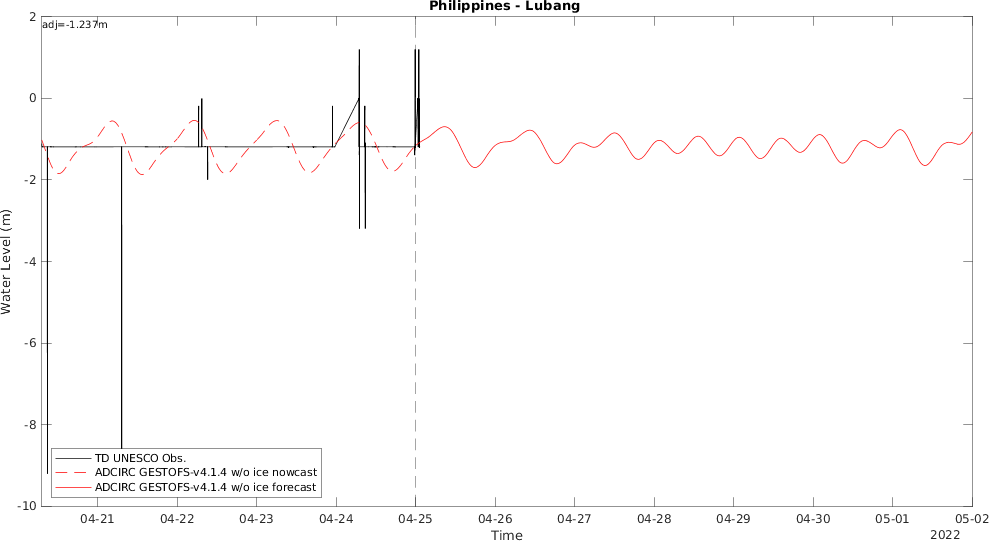 Philippines - Lubang
adj=-1.237m
2
0
-2
-4
-6
-8
-10
Water Level (m)
TD UNESCO Obs.
ADCIRC GESTOFS-v4.1.4 w/o ice nowcast
ADCIRC GESTOFS-v4.1.4 w/o ice forecast
04-21 04-22 04-23 04-24 04-25 04-26 04-27 04-28 04-29 04-30 05-01 05-02
Time
2022